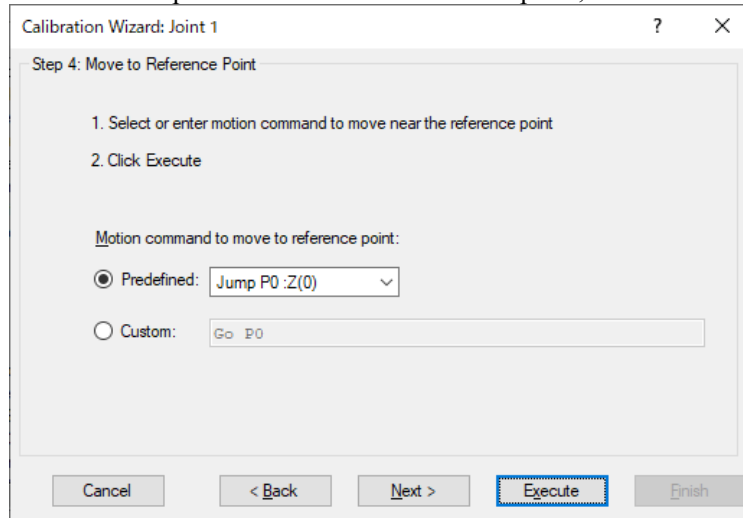 Calibration Wizard: Joint 1 ? ×
Step 4: Move to Reference Point
1. Select or enter motion command to move near the reference point
2. Click Execute
Motion command to move to reference point:
Predefined: Jump P0 :Z(0)
Custom: Go P0
Cancel < Back Next > Execute Finish